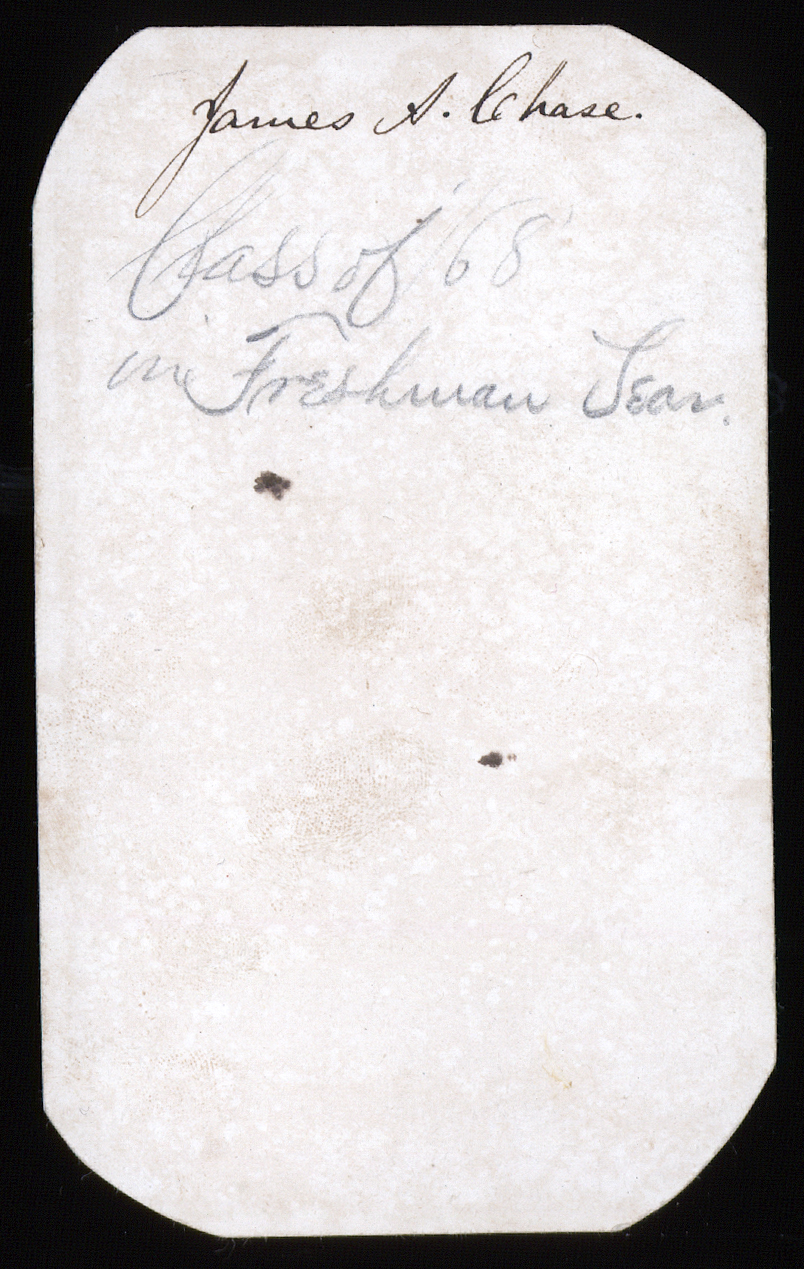 James A. Chase.
Class of '68
in Freshman Year.